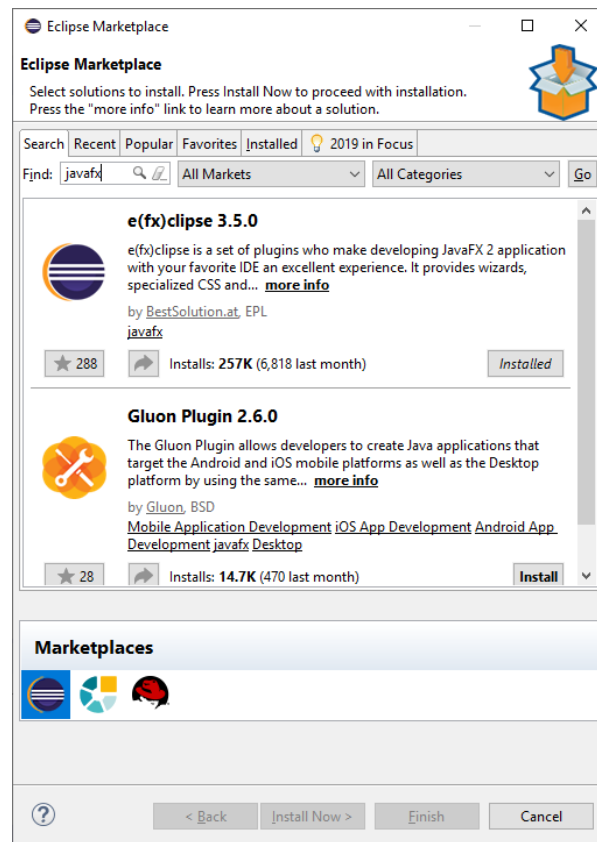 Eclipse Marketplace
Eclipse Marketplace
Select solutions to install. Press Install Now to proceed with installation.
Press the "more info" link to learn more about a solution.
Search Recent Popular Favorites Installed 2019 in Focus
Find: javafx All Markets All Categories Go
e(fx)clipse 3.5.0
e(fx)clipse is a set of plugins who make developing JavaFX 2 application
with your favorite IDE an excellent experience. It provides wizards,
specialized CSS and... more info
by BestSolution.at, EPL
javafx
288 Installs: 257K (6,818 last month) Installed
Gluon Plugin 2.6.0
The Gluon Plugin allows developers to create Java applications that
target the Android and iOS mobile platforms as well as the Desktop
platform by using the same... more info
by Gluon, BSD
Mobile Application Development iOS App Development Android App
Development javafx Desktop
28 Installs: 14.7K (470 last month) Install
Marketplaces
? < Back Install Now > Finish Cancel